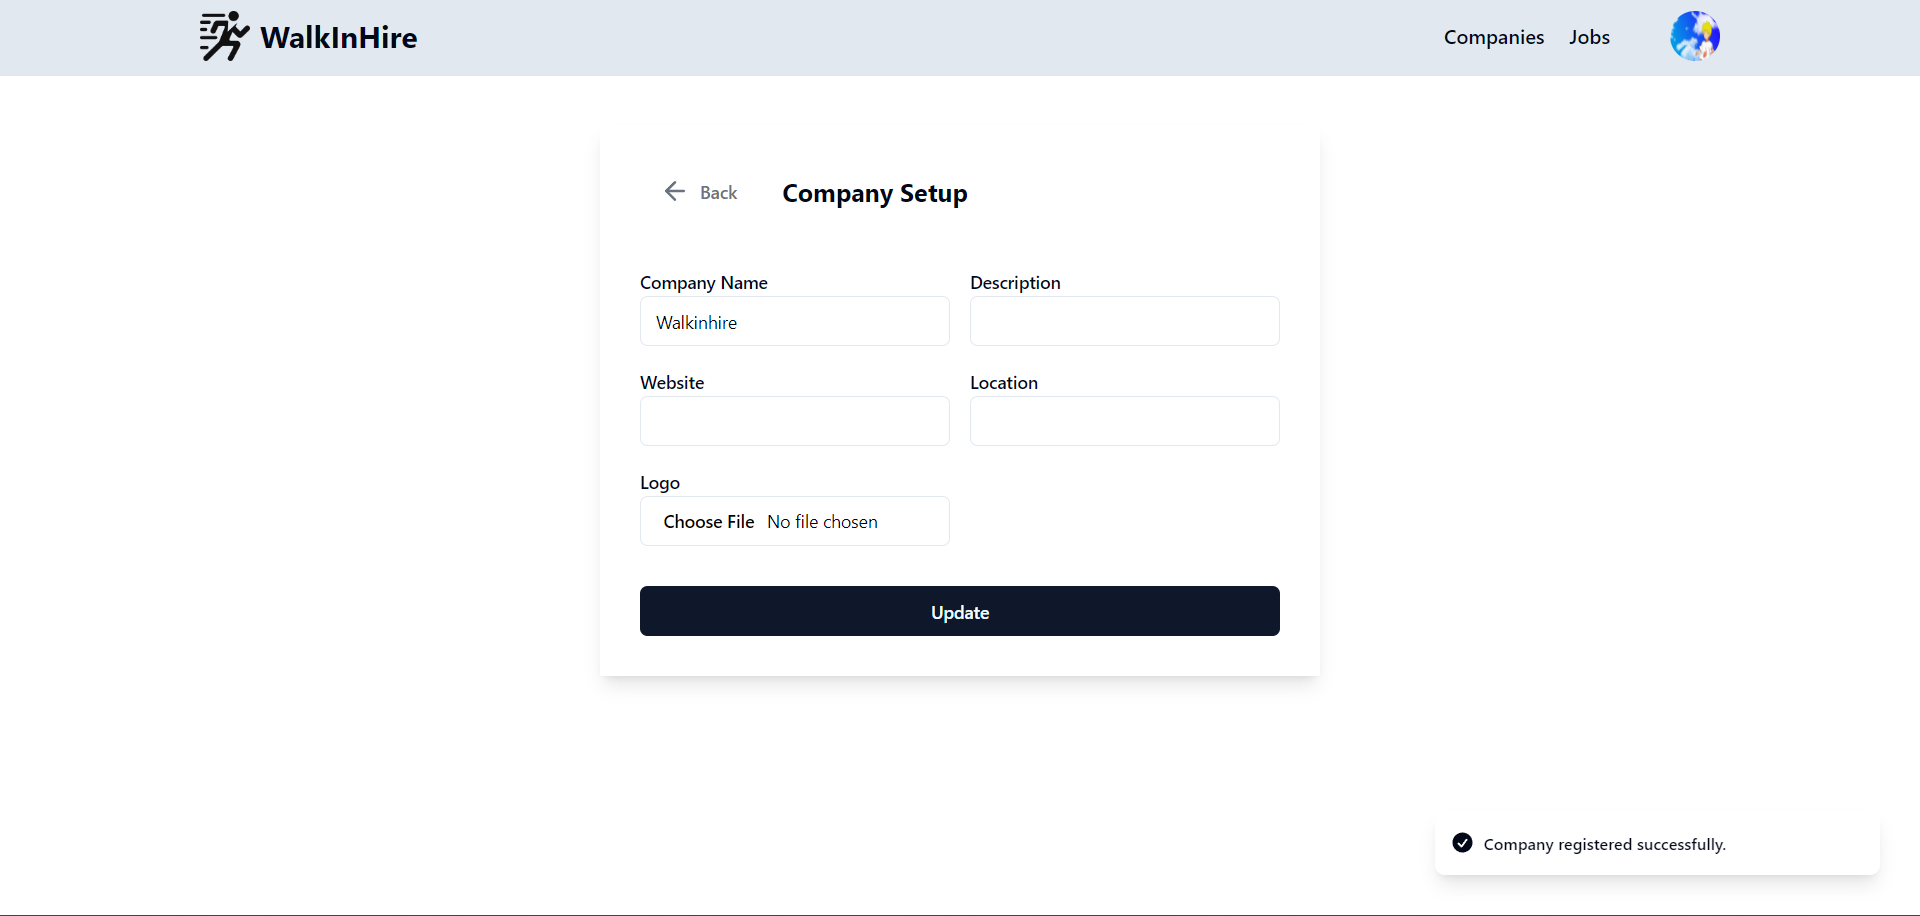 WalkInHire
Companies Jobs
Back Company Setup
Company Name Description
Walkinhire
Website Location
Logo
Choose File No file chosen
Update
Company registered successfully.